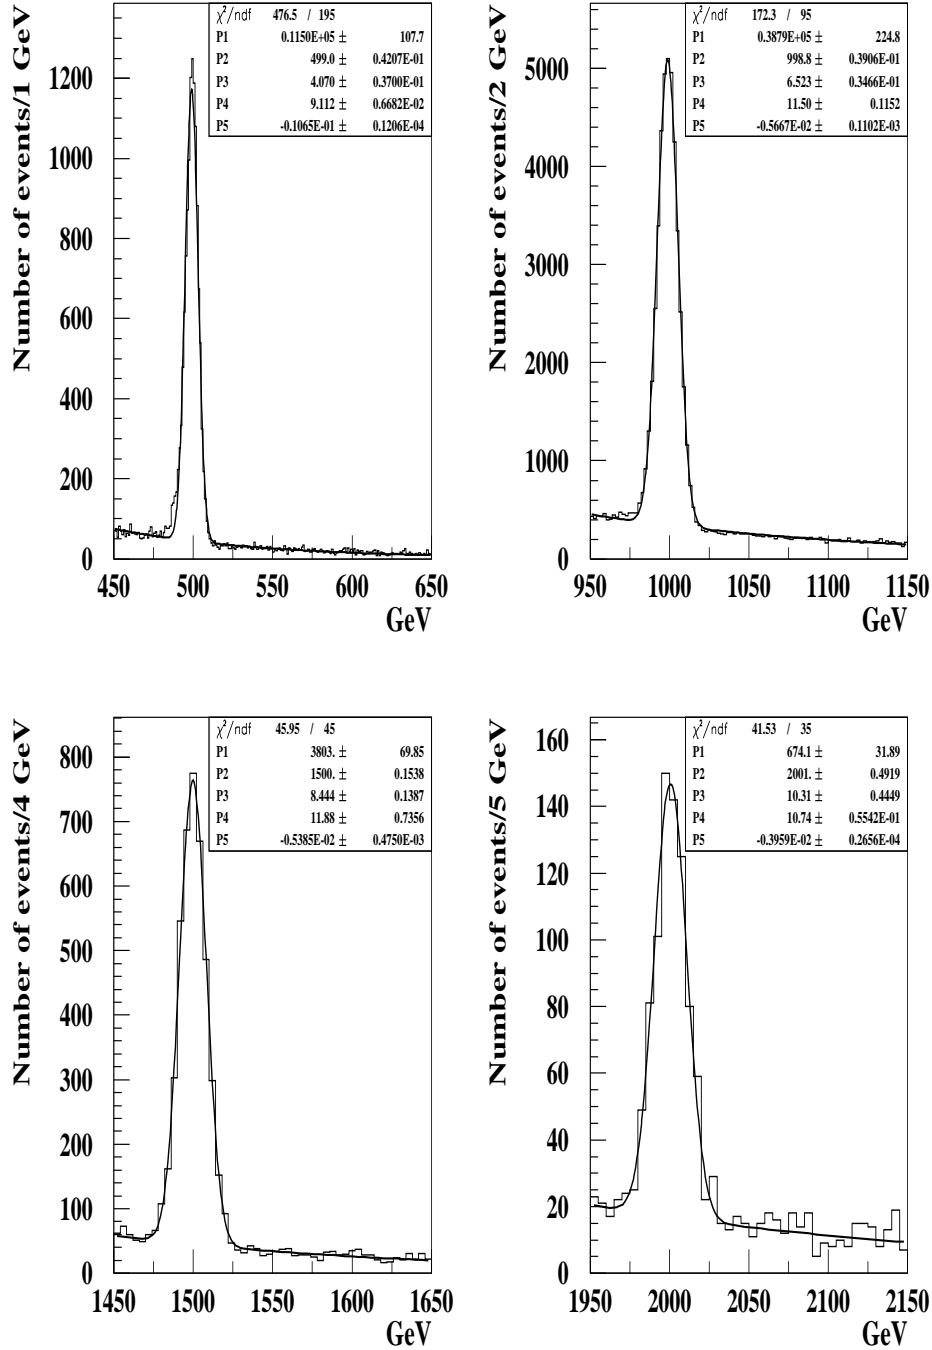 Number of events/1 GeV
χ²/ndf 476.5 / 195
P1 0.1150E+05 ± 107.7
P2 499.0 ± 0.4207E-01
P3 4.070 ± 0.3700E-01
P4 9.112 ± 0.6682E-02
P5 -0.1065E-01 ± 0.1206E-04
1200
1000
800
600
400
200
0
450 500 550 600 650
GeV
Number of events/2 GeV
χ²/ndf 172.3 / 95
P1 0.3879E+05 ± 224.8
P2 998.8 ± 0.3906E-01
P3 6.523 ± 0.3466E-01
P4 11.50 ± 0.1152
P5 -0.5667E-02 ± 0.1102E-03
5000
4000
3000
2000
1000
0
950 1000 1050 1100 1150
GeV
Number of events/4 GeV
χ²/ndf 45.95 / 45
P1 3803. ± 69.85
P2 1500. ± 0.1538
P3 8.444 ± 0.1387
P4 11.88 ± 0.7356
P5 -0.5385E-02 ± 0.4750E-03
800
700
600
500
400
300
200
100
0
1450 1500 1550 1600 1650
GeV
Number of events/5 GeV
χ²/ndf 41.53 / 35
P1 674.1 ± 31.89
P2 2001. ± 0.4919
P3 10.31 ± 0.4449
P4 10.74 ± 0.5542E-01
P5 -0.3959E-02 ± 0.2656E-04
160
140
120
100
80
60
40
20
0
1950 2000 2050 2100 2150
GeV